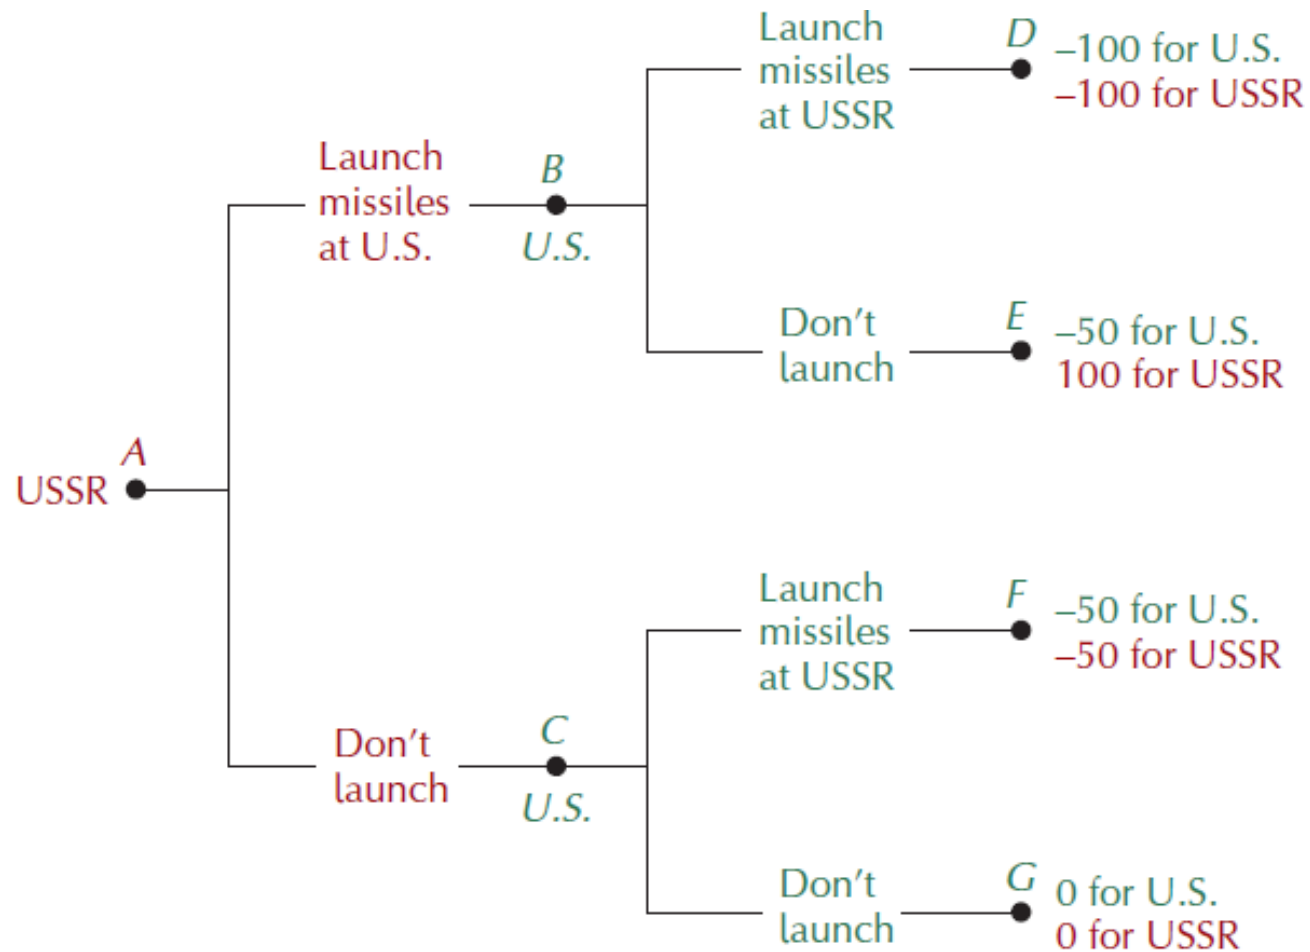 Launch
missiles
at USSR
D
–100 for U.S.
–100 for USSR
Launch
missiles
at U.S.
B
U.S.
Don't
launch
E
–50 for U.S.
100 for USSR
A
USSR
Launch
missiles
at USSR
F
–50 for U.S.
–50 for USSR
Don't
launch
C
U.S.
Don't
launch
G
0 for U.S.
0 for USSR